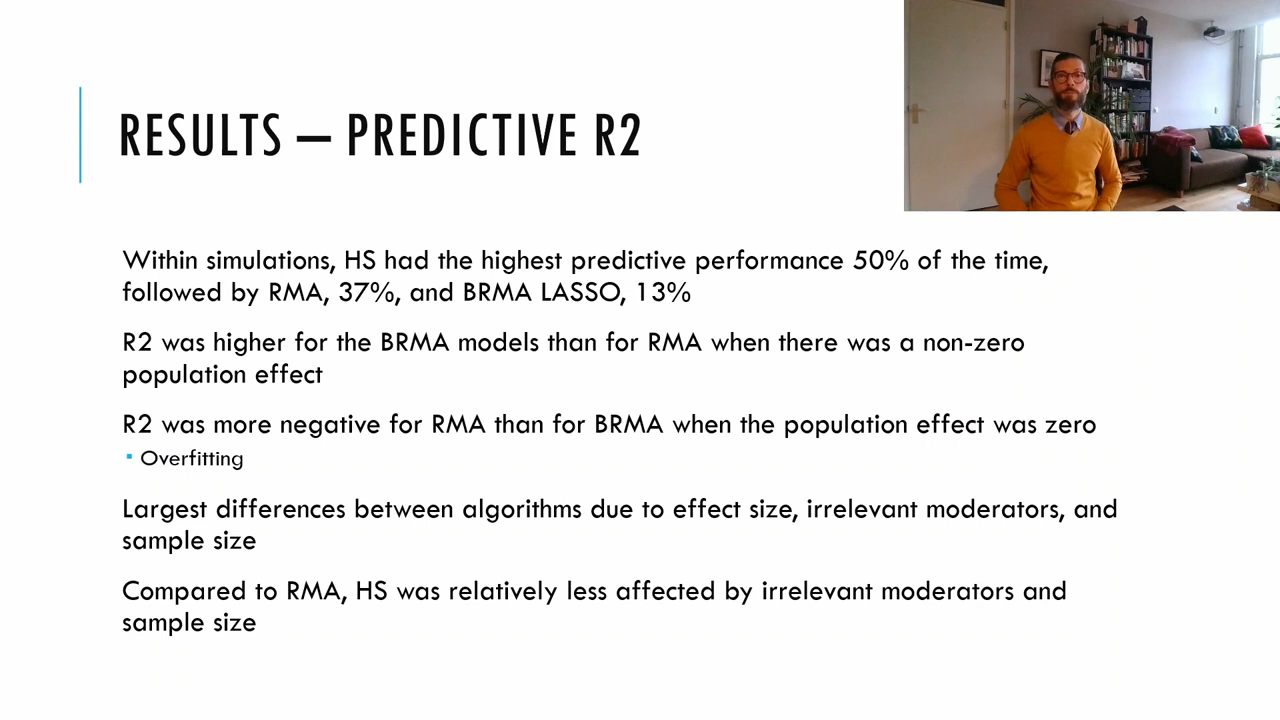 RESULTS – PREDICTIVE R2
Within simulations, HS had the highest predictive performance 50% of the time,
followed by RMA, 37%, and BRMA LASSO, 13%
R2 was higher for the BRMA models than for RMA when there was a non-zero
population effect
R2 was more negative for RMA than for BRMA when the population effect was zero
▪ Overfitting
Largest differences between algorithms due to effect size, irrelevant moderators, and
sample size
Compared to RMA, HS was relatively less affected by irrelevant moderators and
sample size